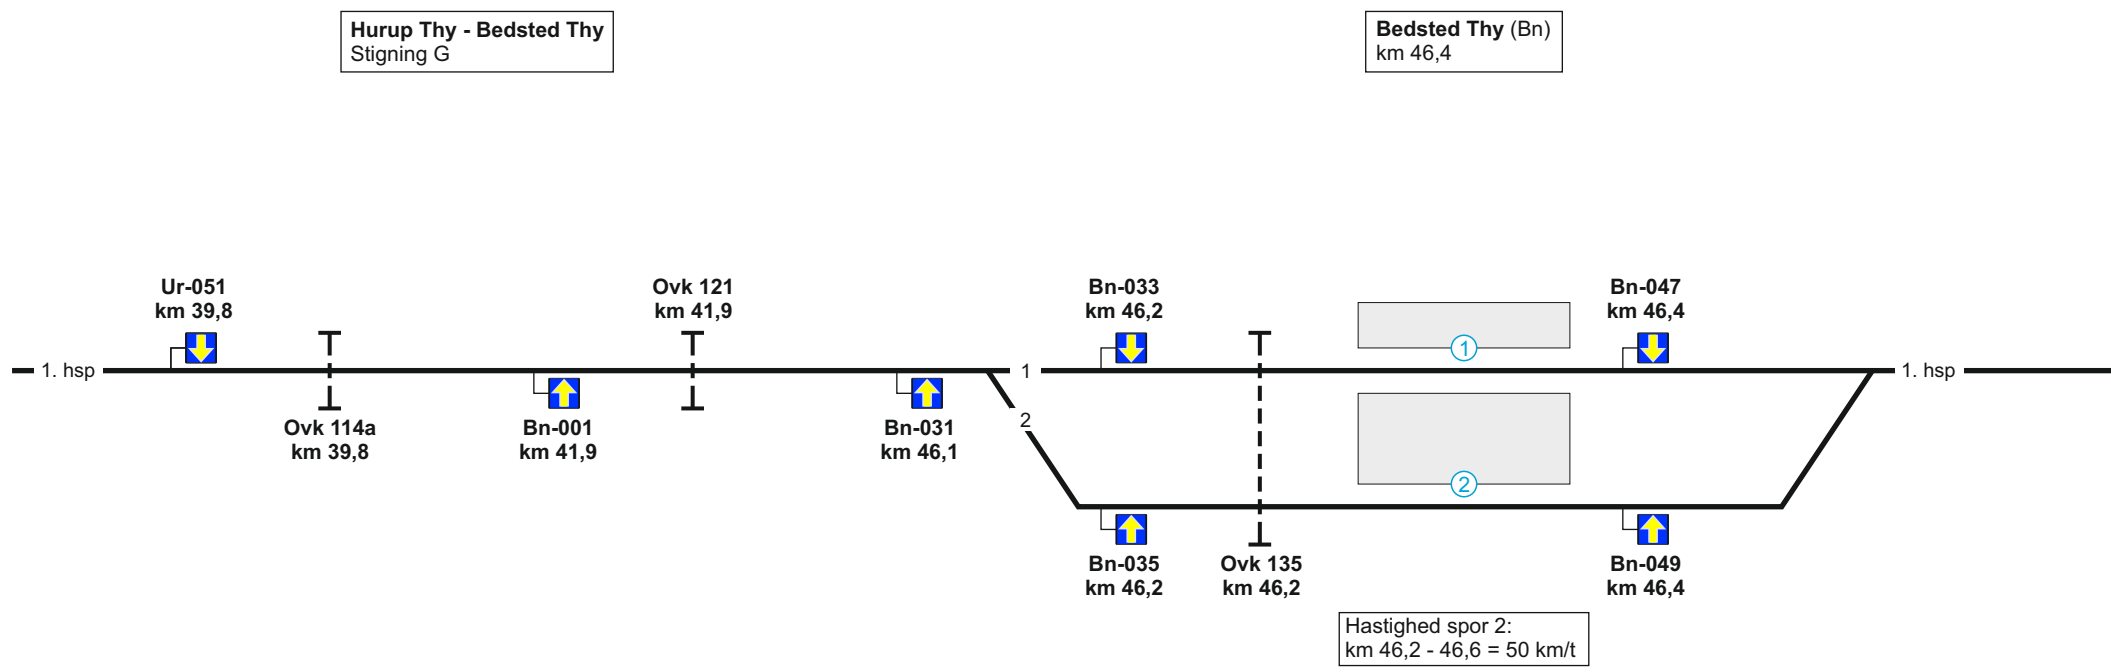 Hurup Thy - Bedsted Thy
Stigning G
Bedsted Thy (Bn)
km 46,4
Ur-051
km 39,8
Ovk 121
km 41,9
Bn-033
km 46,2
Bn-047
km 46,4
1
1. hsp
1
1. hsp
2
Ovk 114a
km 39,8
Bn-001
km 41,9
Bn-031
km 46,1
2
Bn-035
km 46,2
Ovk 135
km 46,2
Bn-049
km 46,4
Hastighed spor 2:
km 46,2 - 46,6 = 50 km/t